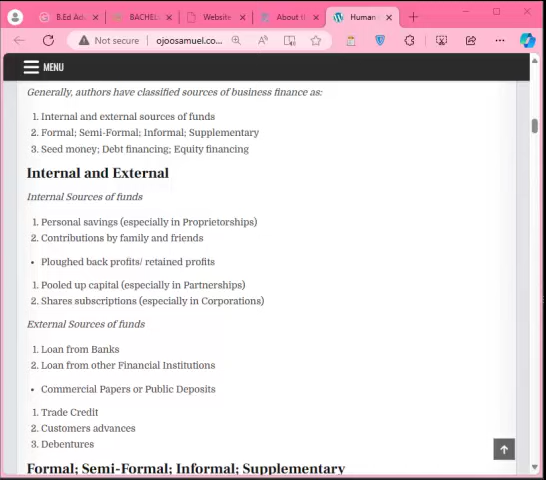 B.Ed Adv
BACHEL
Website
About t
Human
Not secure
ojoosamuel.co...
MENU
Generally, authors have classified sources of business finance as:
1. Internal and external sources of funds
2. Formal; Semi-Formal; Informal; Supplementary
3. Seed money; Debt financing; Equity financing
Internal and External
Internal Sources of funds
1. Personal savings (especially in Proprietorships)
2. Contributions by family and friends
• Ploughed back profits/ retained profits
1. Pooled up capital (especially in Partnerships)
2. Shares subscriptions (especially in Corporations)
External Sources of funds
1. Loan from Banks
2. Loan from other Financial Institutions
• Commercial Papers or Public Deposits
1. Trade Credit
2. Customers advances
3. Debentures
Formal; Semi-Formal; Informal; Supplementary